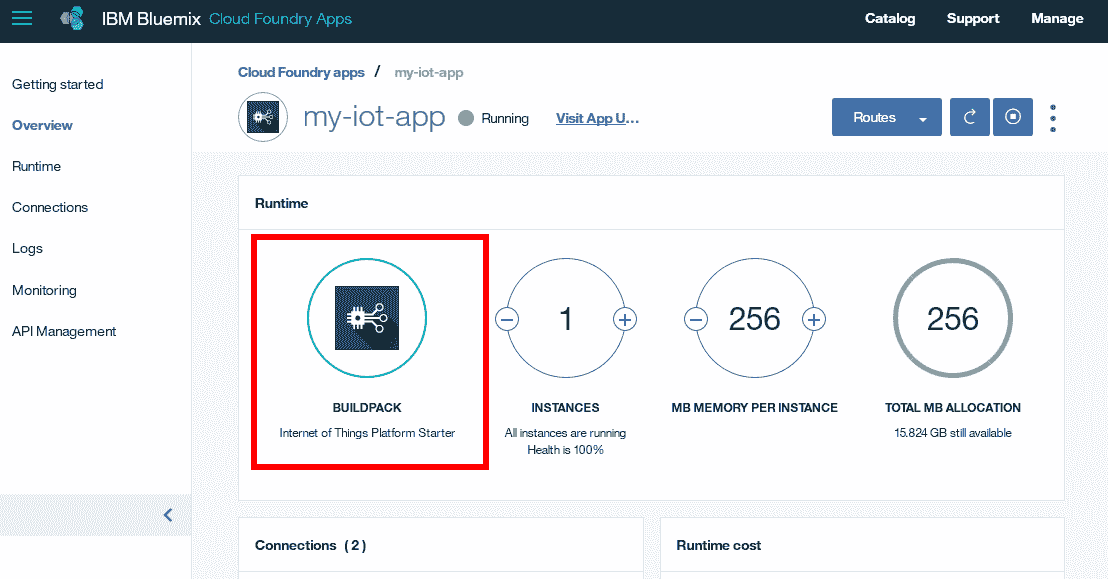 IBM Bluemix Cloud Foundry Apps
Catalog
Support
Manage
Getting started
Overview
Runtime
Connections
Logs
Monitoring
API Management
Cloud Foundry apps / my-iot-app
my-iot-app
Running
Visit App U...
Routes
Runtime
BUILDPACK
Internet of Things Platform Starter
1
INSTANCES
All instances are running
Health is 100%
256
MB MEMORY PER INSTANCE
256
TOTAL MB ALLOCATION
15.824 GB still available
Connections (2)
Runtime cost